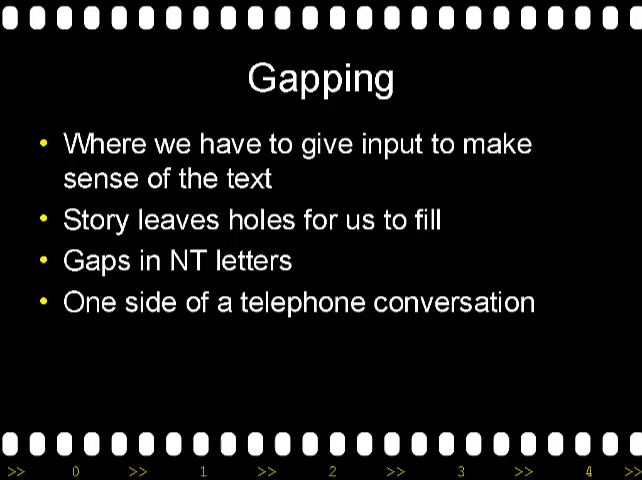 Gapping
• Where we have to give input to make
sense of the text
• Story leaves holes for us to fill
• Gaps in NT letters
• One side of a telephone conversation
>> 0 >> 1 >> 2 >> 3 >> 4 >>